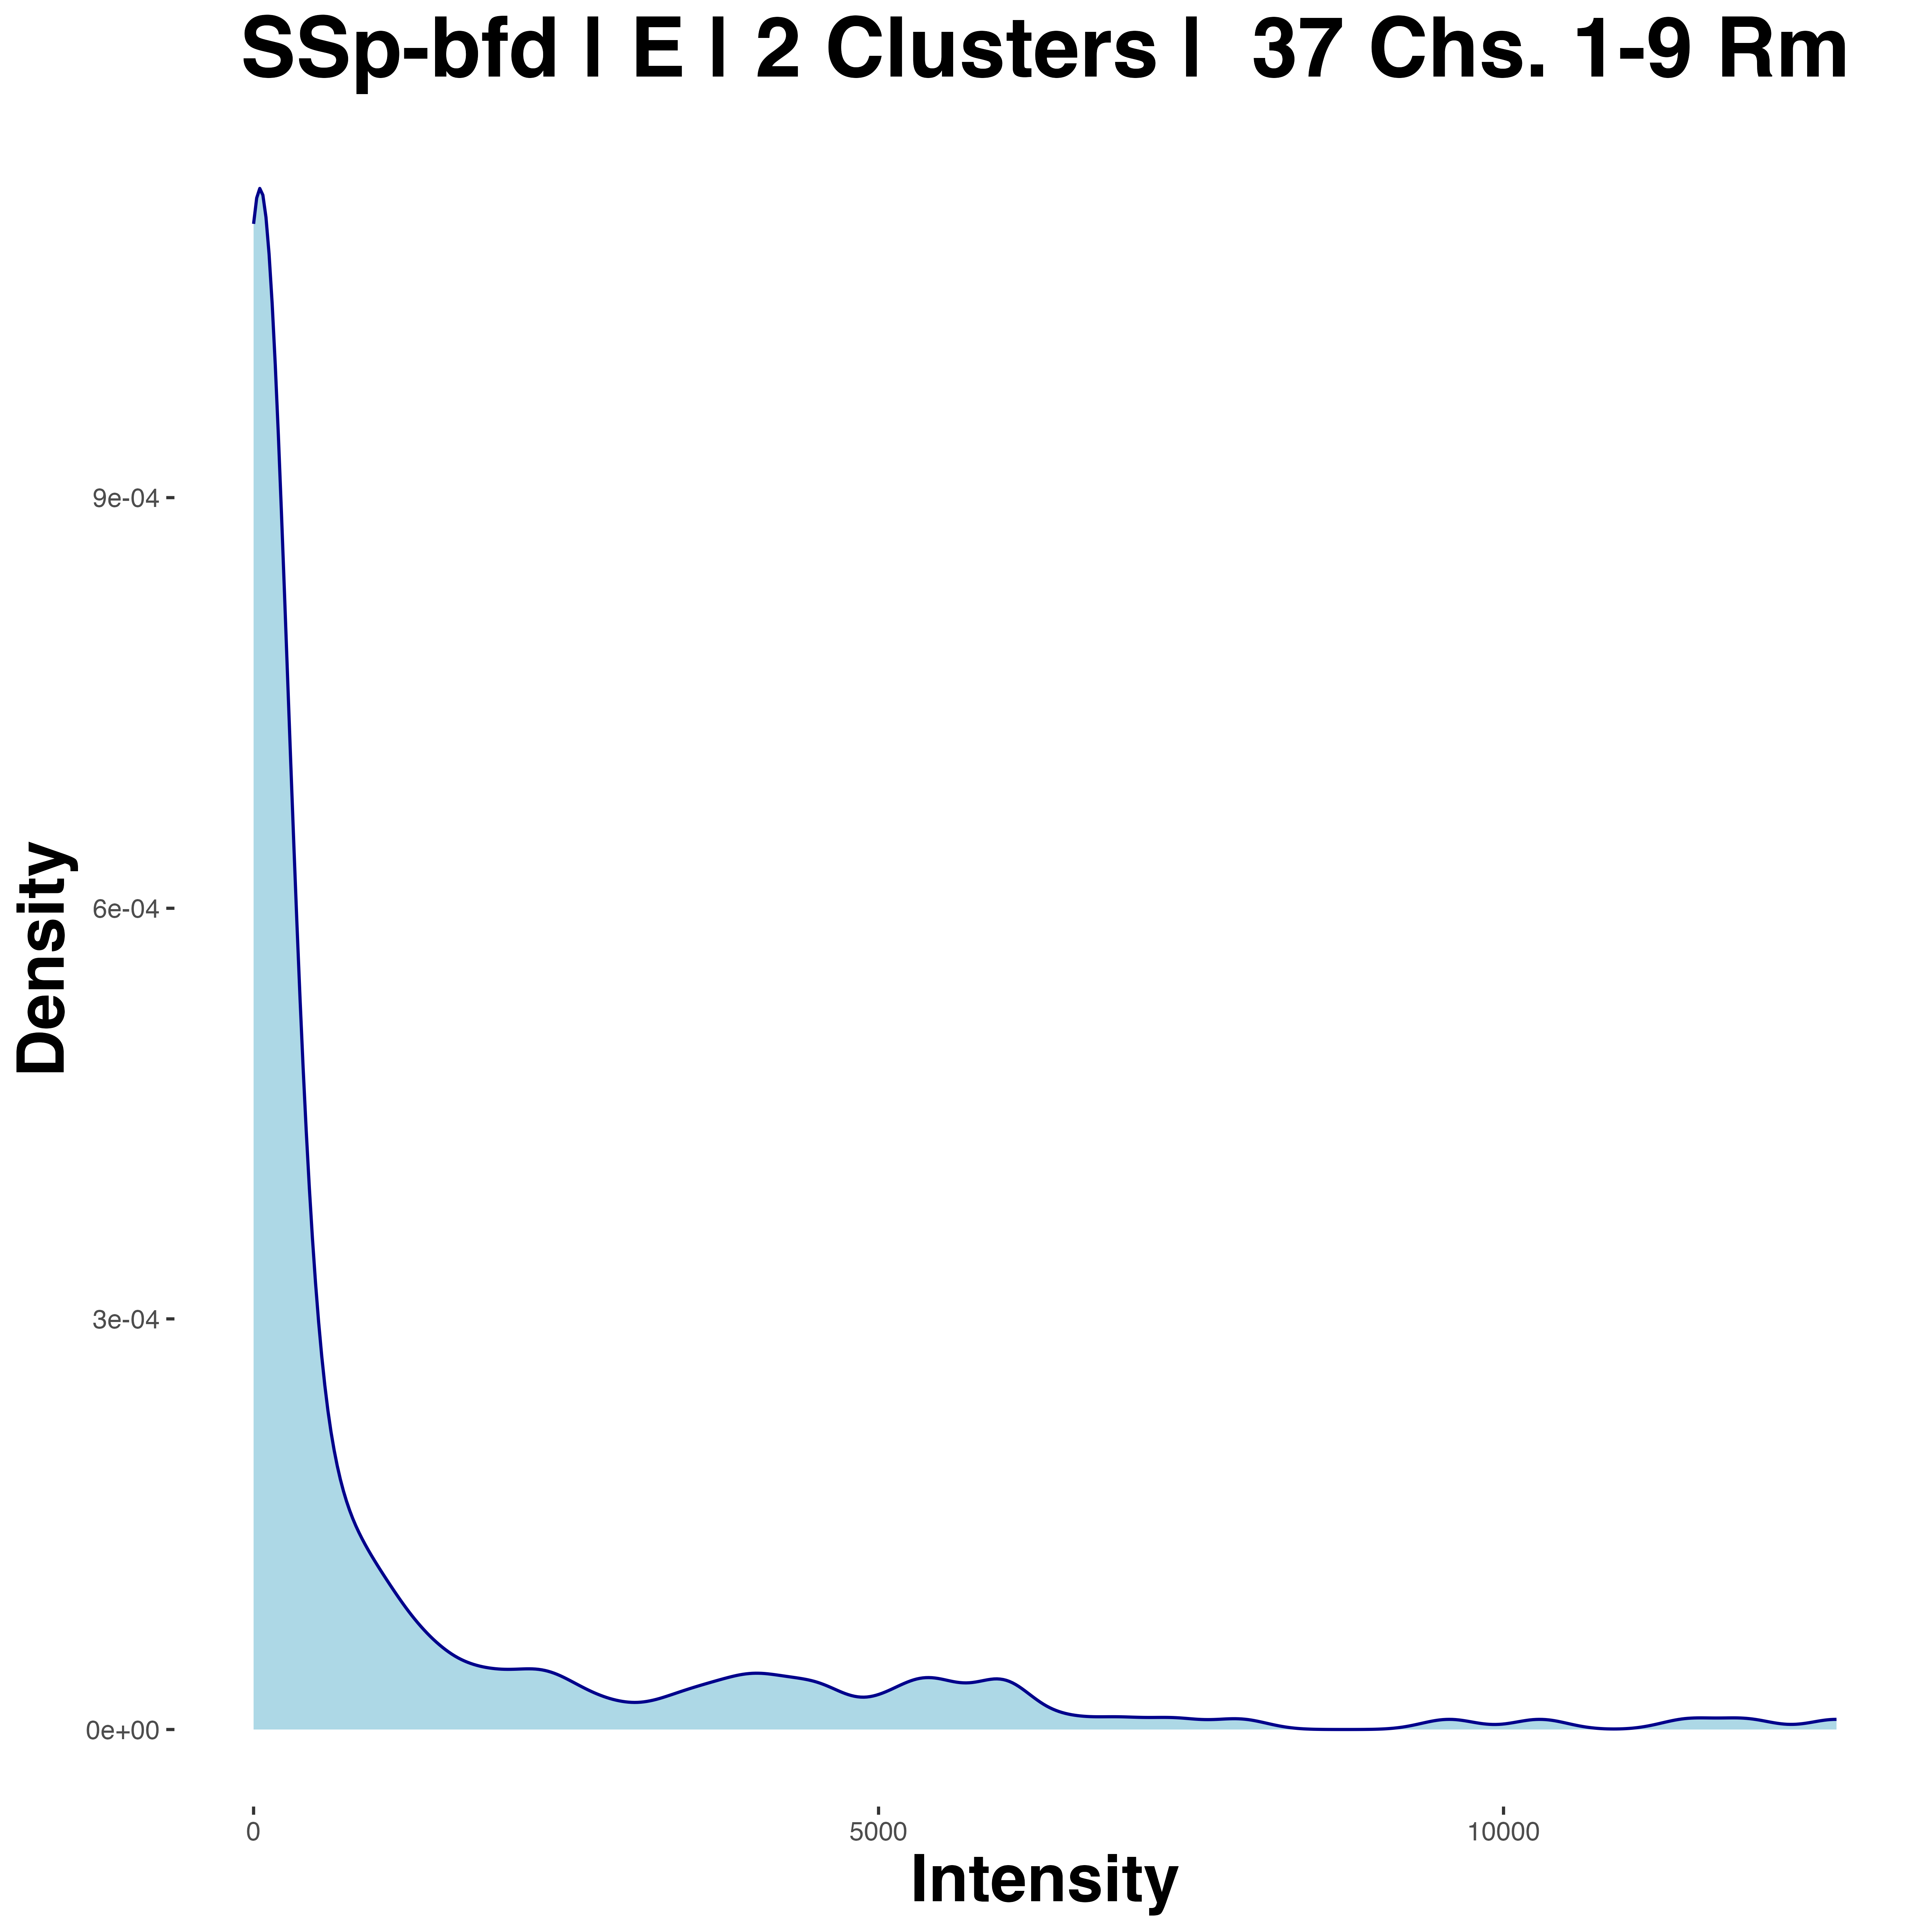 SSp-bfd | E | 2 Clusters |  37 Chs. 1-9 Rm
9e-04
6e-04
3e-04
0e+00
Density
0
5000
10000
Intensity